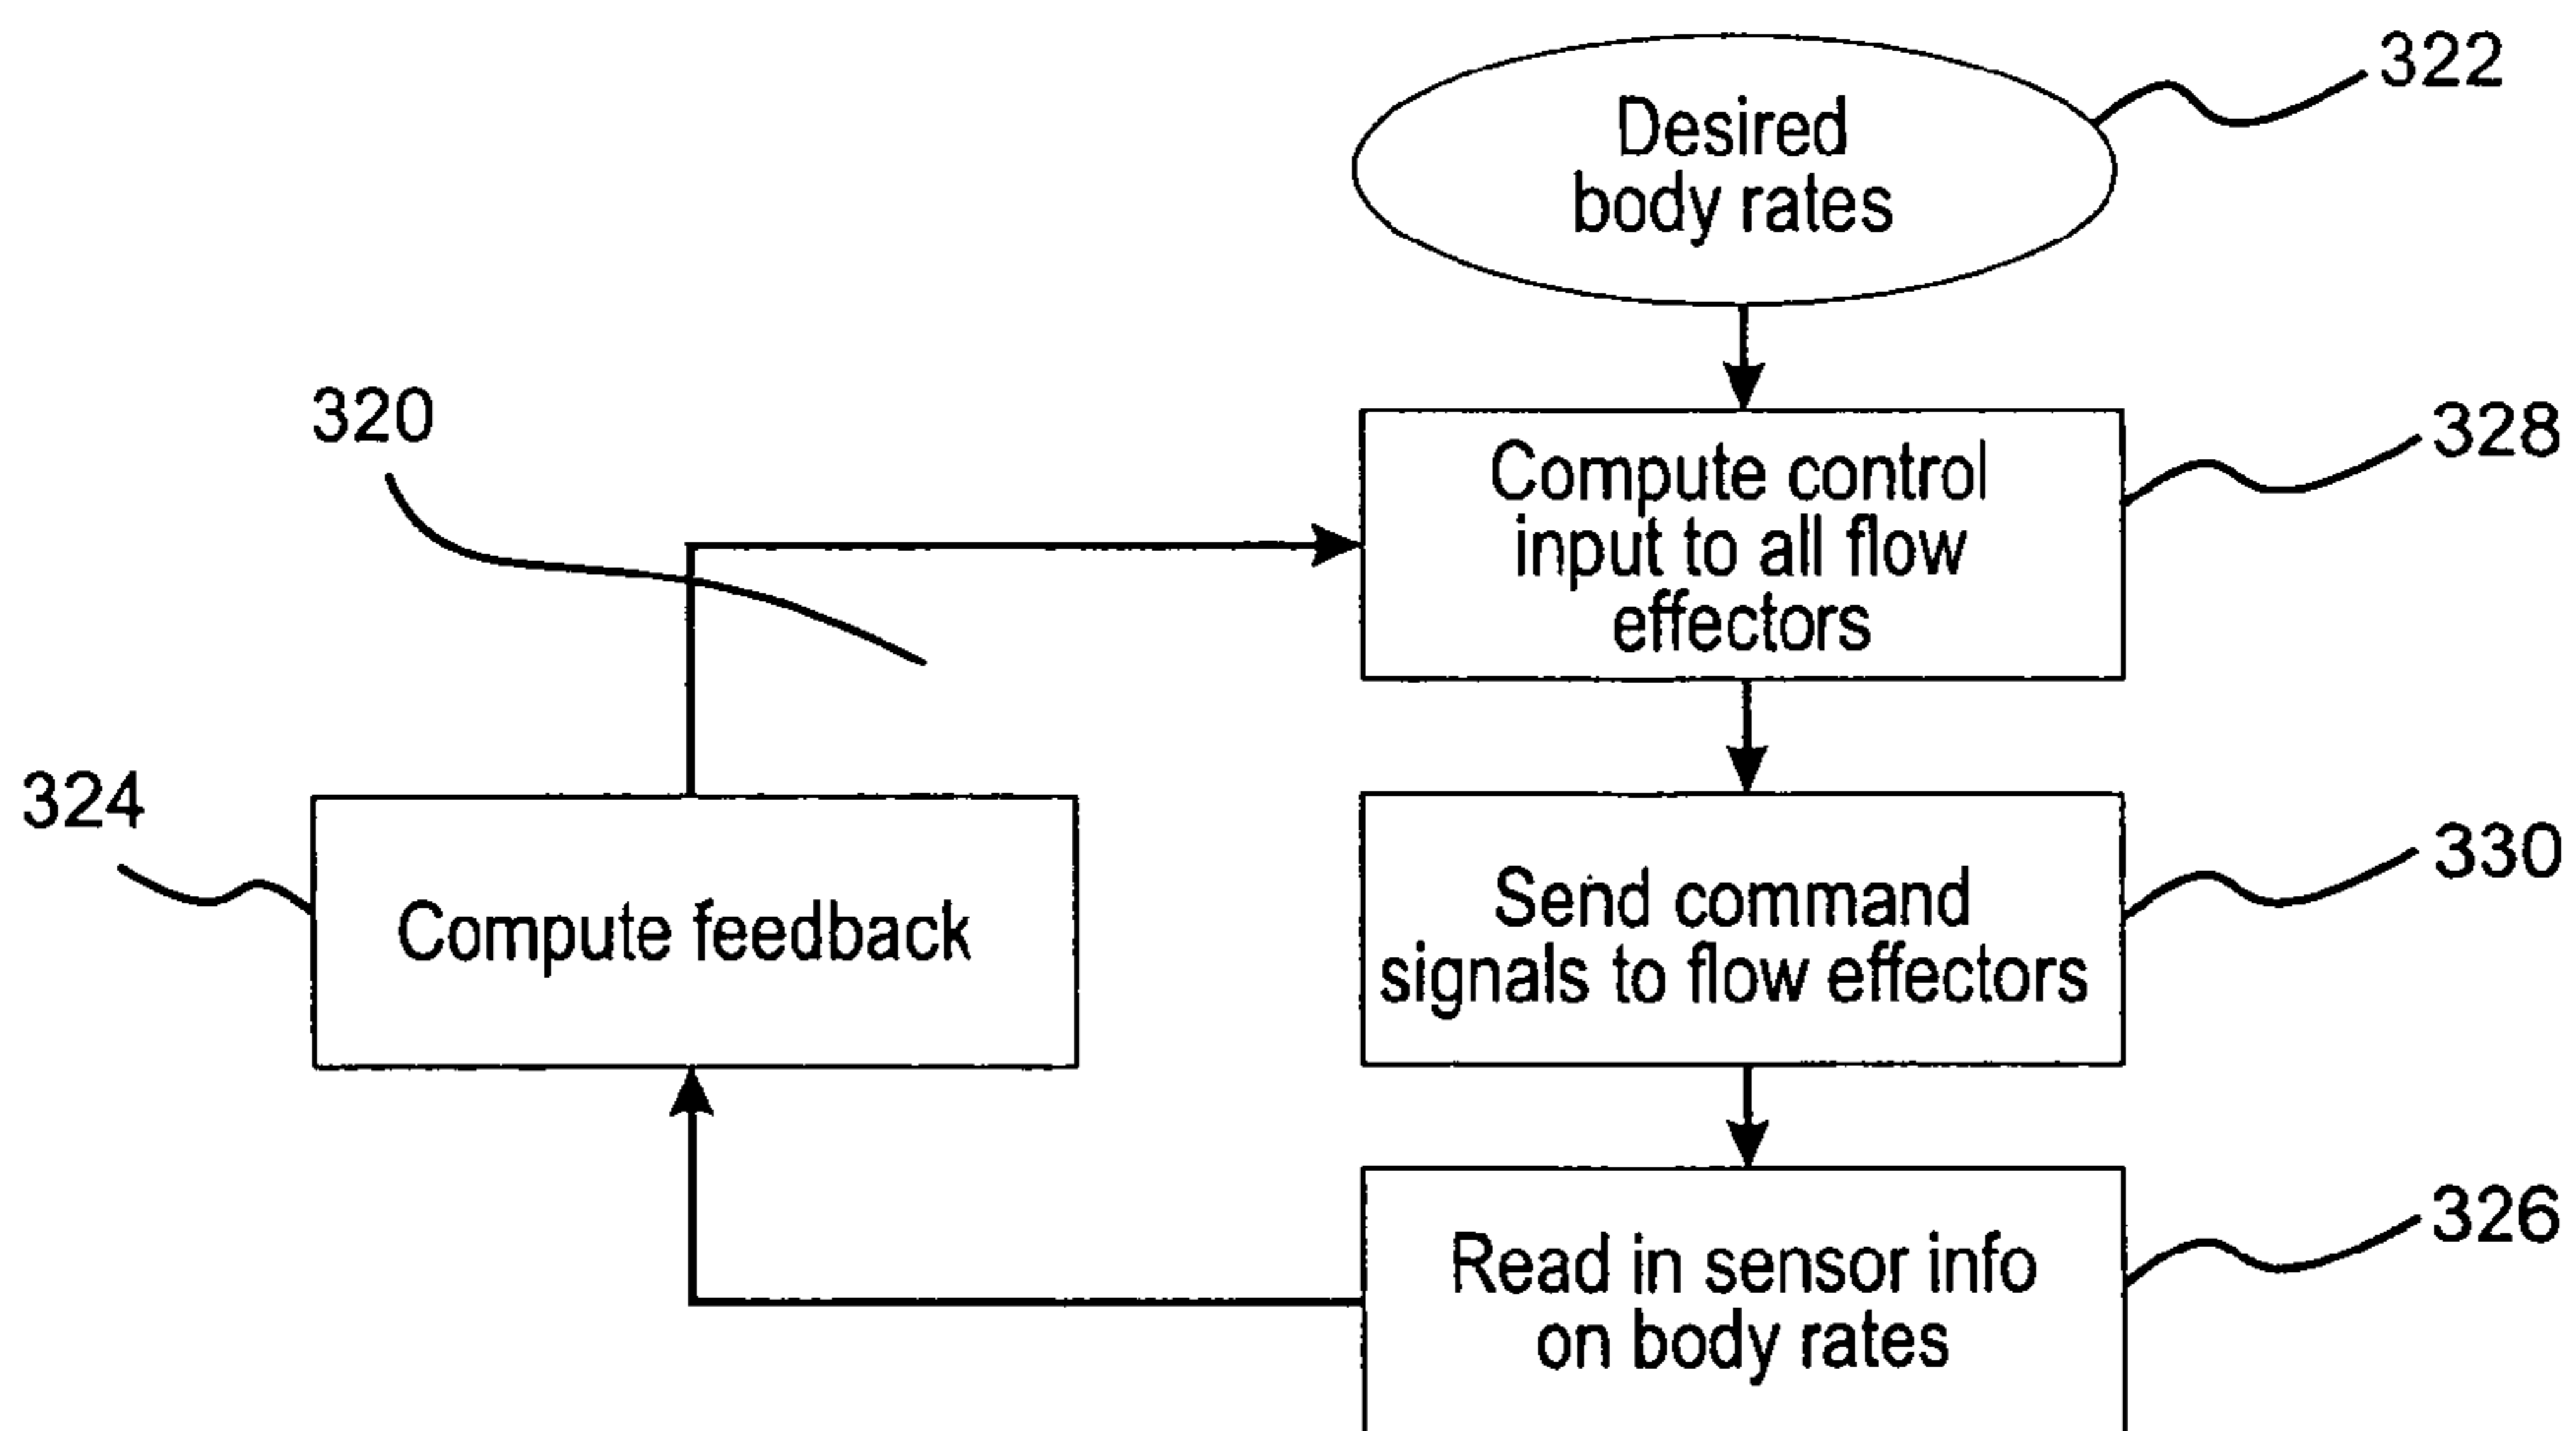 322
Desired
body rates
320
328
Compute control
input to all flow
effectors
324
Compute feedback
330
Send command
signals to flow effectors
326
Read in sensor info
on body rates